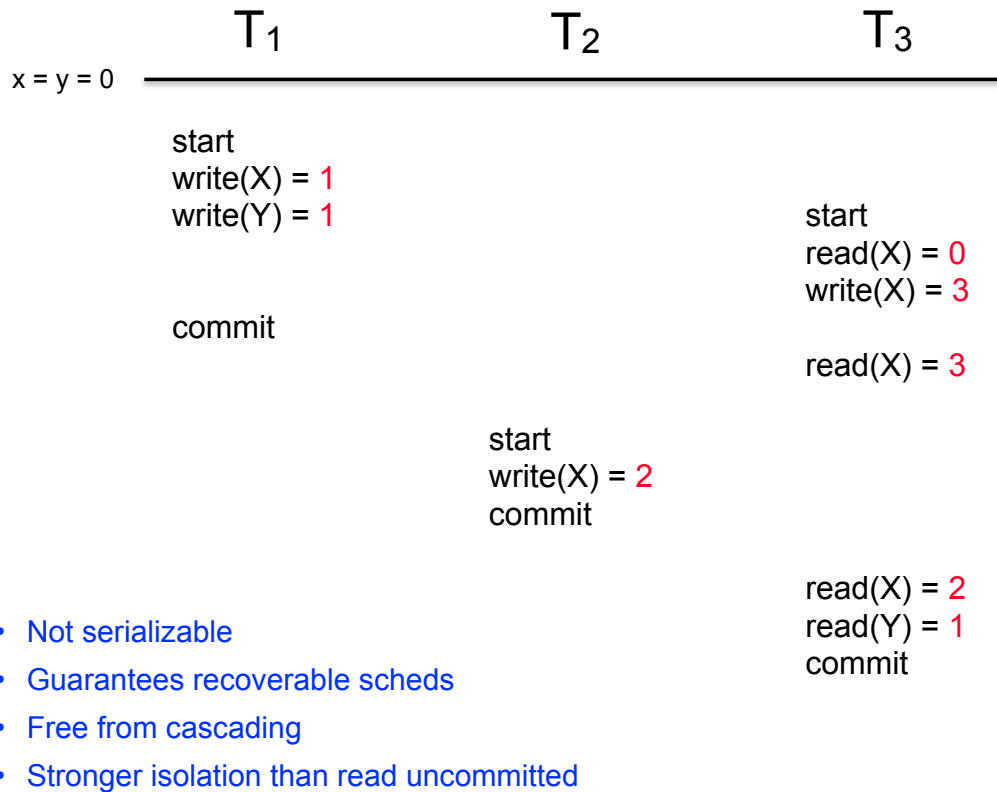 T1 T2 T3
x = y = 0
start
write(X) = 1
write(Y) = 1 start
read(X) = 0
write(X) = 3
commit
read(X) = 3
start
write(X) = 2
commit
read(X) = 2
read(Y) = 1
commit
• Not serializable
• Guarantees recoverable scheds
• Free from cascading
• Stronger isolation than read uncommitted